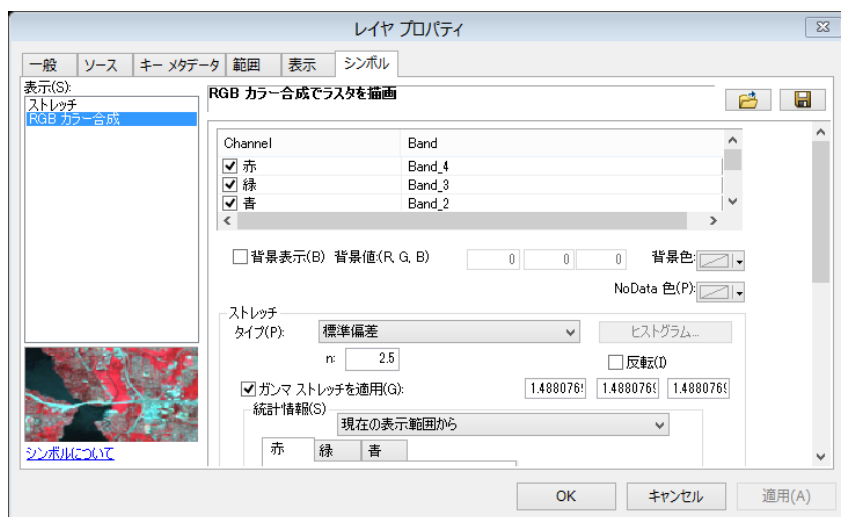 レイヤ プロパティ
一般 ソース キー メタデータ 範囲 表示 シンボル
表示(S):
ストレッチ
RGB カラー合成
RGB カラー合成でラスタを描画
Channel Band
赤 Band_4
緑 Band_3
青 Band_2
背景表示(B) 背景値:(R, G, B) 0 0 0 背景色:
NoData 色(P):
ストレッチ
タイプ(P): 標準偏差 ヒストグラム...
n: 2.5 反転(I)
ガンマ ストレッチを適用(G): 1.488076 1.4880769 1.4880769
統計情報(S)
現在の表示範囲から
赤 緑 青
シンボルについて
OK キャンセル 適用(A)